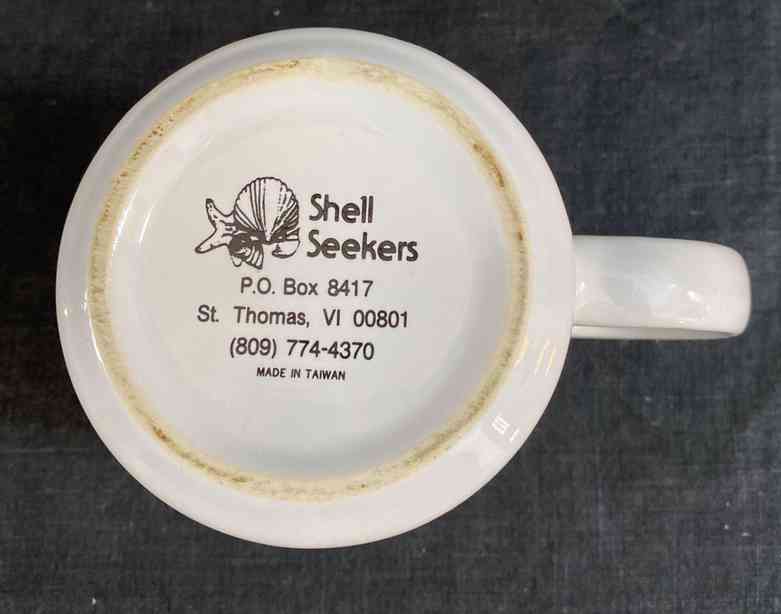 Shell
Seekers
P.O. Box 8417
St. Thomas, VI 00801
(809) 774-4370
MADE IN TAIWAN